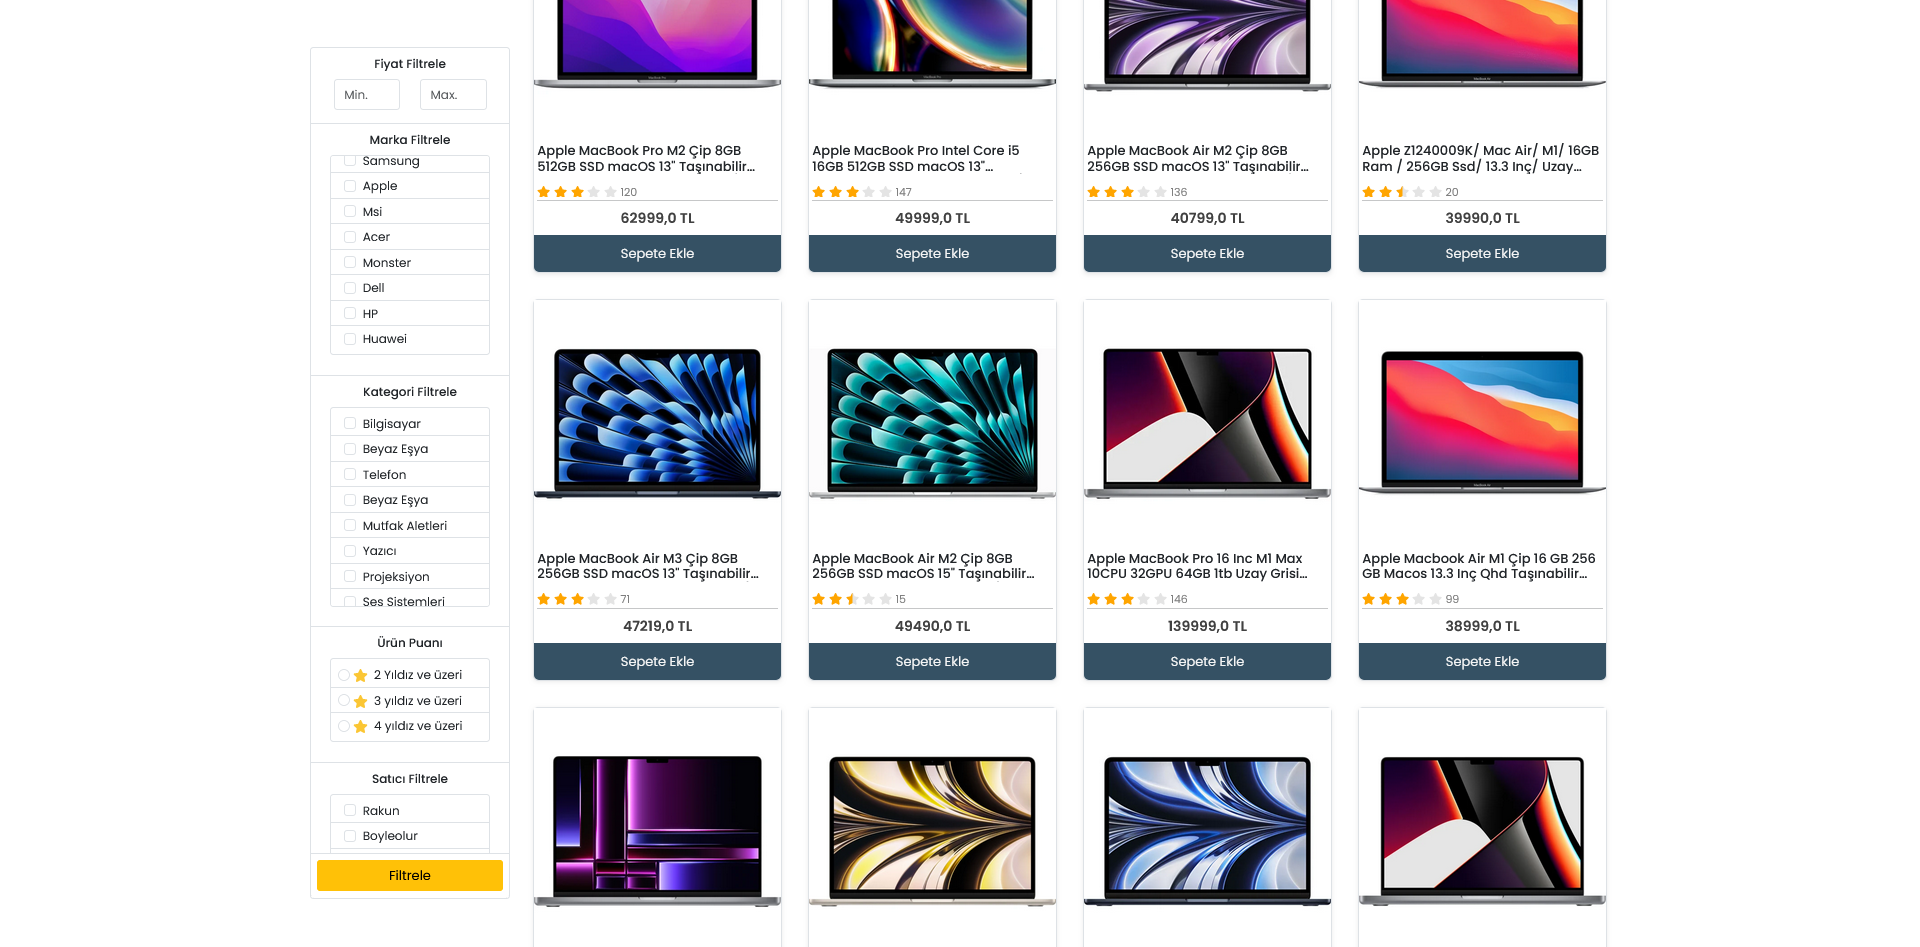 Fiyat Filtrele
Min.
Max.
Marka Filtrele
Samsung
Apple
Msi
Acer
Monster
Dell
HP
Huawei
Kategori Filtrele
Bilgisayar
Beyaz Eşya
Telefon
Beyaz Eşya
Mutfak Aletleri
Yazıcı
Projeksiyon
Ses Sistemleri
Ürün Puanı
2 Yıldız ve üzeri
3 yıldız ve üzeri
4 yıldız ve üzeri
Satıcı Filtrele
Rakun
Boyleolur
Filtrele
Apple MacBook Pro M2 Çip 8GB
512GB SSD macOS 13" Taşınabilir...
120
62999,0 TL
Sepete Ekle
Apple MacBook Pro Intel Core i5
16GB 512GB SSD macOS 13"...
147
49999,0 TL
Sepete Ekle
Apple MacBook Air M2 Çip 8GB
256GB SSD macOS 13" Taşınabilir...
136
40799,0 TL
Sepete Ekle
Apple Z1240009K/ Mac Air/ M1/ 16GB
Ram / 256GB Ssd/ 13.3 Inç/ Uzay...
20
39990,0 TL
Sepete Ekle
Apple MacBook Air M3 Çip 8GB
256GB SSD macOS 13" Taşınabilir...
71
47219,0 TL
Sepete Ekle
Apple MacBook Air M2 Çip 8GB
256GB SSD macOS 15" Taşınabilir...
15
49490,0 TL
Sepete Ekle
Apple MacBook Pro 16 Inc M1 Max
10CPU 32GPU 64GB 1tb Uzay Grisi...
146
139999,0 TL
Sepete Ekle
Apple Macbook Air M1 Çip 16 GB 256
GB Macos 13.3 Inç Qhd Taşınabilir...
99
38999,0 TL
Sepete Ekle